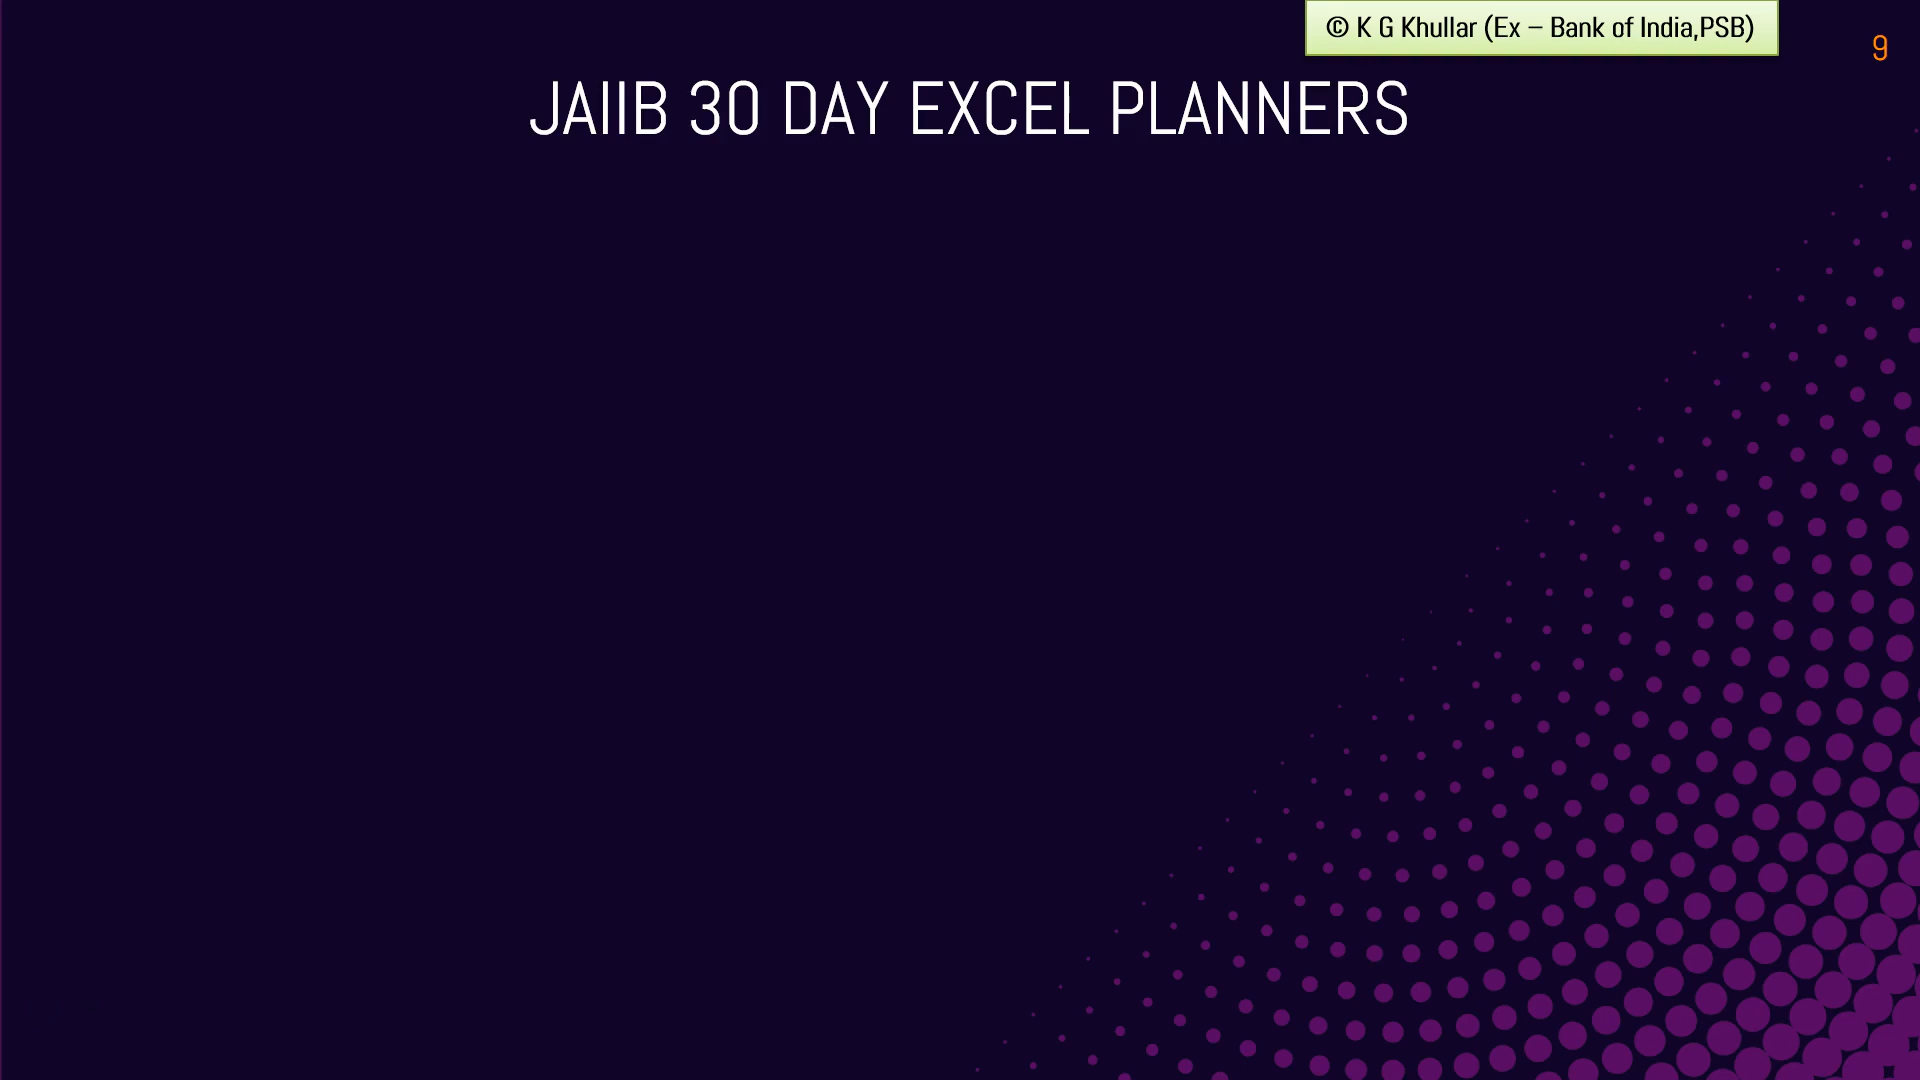 © K G Khullar (Ex – Bank of India,PSB)
9
JAIIB 30 DAY EXCEL PLANNERS